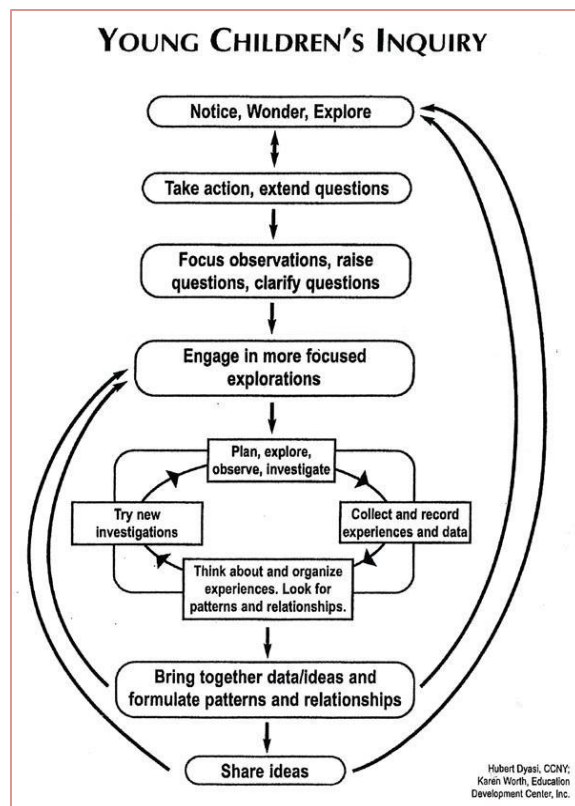 YOUNG CHILDREN'S INQUIRY
Notice, Wonder, Explore
Take action, extend questions
Focus observations, raise
questions, clarify questions
Engage in more focused
explorations
Plan, explore,
observe, investigate
Try new
investigations
Collect and record
experiences and data
Think about and organize
experiences. Look for
patterns and relationships.
Bring together data/ideas and
formulate patterns and relationships
Share ideas
Hubert Dyasi, CCNY;
Karen Worth, Education
Development Center, Inc.